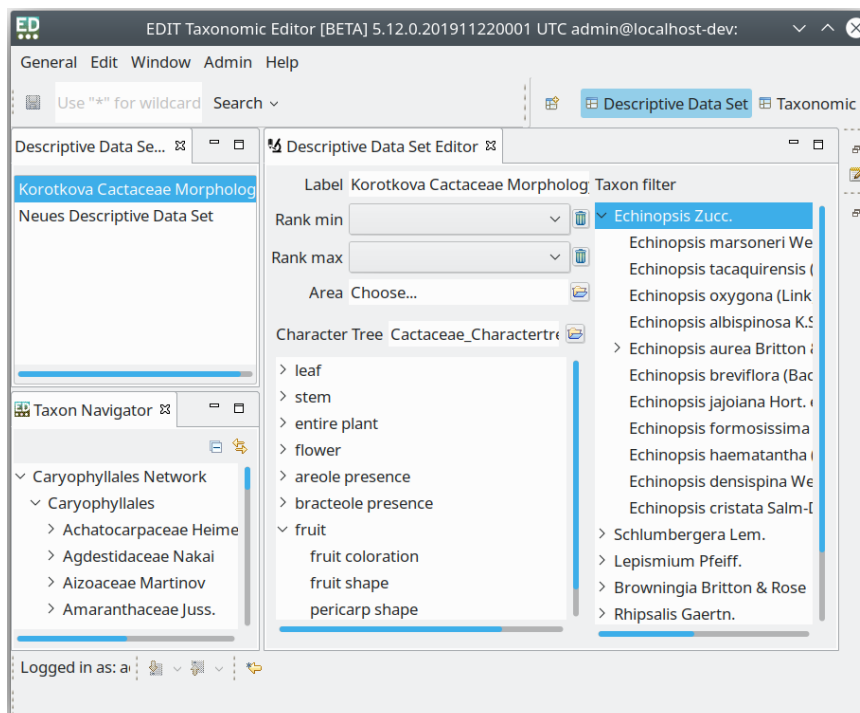 EDIT Taxonomic Editor [BETA] 5.12.0.201911220001 UTC admin@localhost-dev:
General Edit Window Admin Help
Use "*" for wildcard Search
Descriptive Data Set Taxonomic
Descriptive Data Se...
Korotkova Cactaceae Morpholog
Neues Descriptive Data Set
Taxon Navigator
Caryophyllales Network
Caryophyllales
Achatocarpaceae Heime
Agdestidaceae Nakai
Aizoaceae Martinov
Amaranthaceae Juss.
Descriptive Data Set Editor
Label Korotkova Cactaceae Morpholog
Rank min
Rank max
Area Choose...
Character Tree Cactaceae_Charactertre
leaf
stem
entire plant
flower
areole presence
bracteole presence
fruit
fruit coloration
fruit shape
pericarp shape
Taxon filter
Echinopsis Zucc.
Echinopsis marsoneri We
Echinopsis tacaquirensis (
Echinopsis oxygona (Link
Echinopsis albispinosa K.S
Echinopsis aurea Britton &
Echinopsis breviflora (Bac
Echinopsis jajoiana Hort.
Echinopsis formosissima
Echinopsis haematantha (
Echinopsis densispina We
Echinopsis cristata Salm-D
Schlumbergera Lem.
Lepismium Pfeiff.
Browningia Britton & Rose
Rhipsalis Gaertn.
Logged in as: a